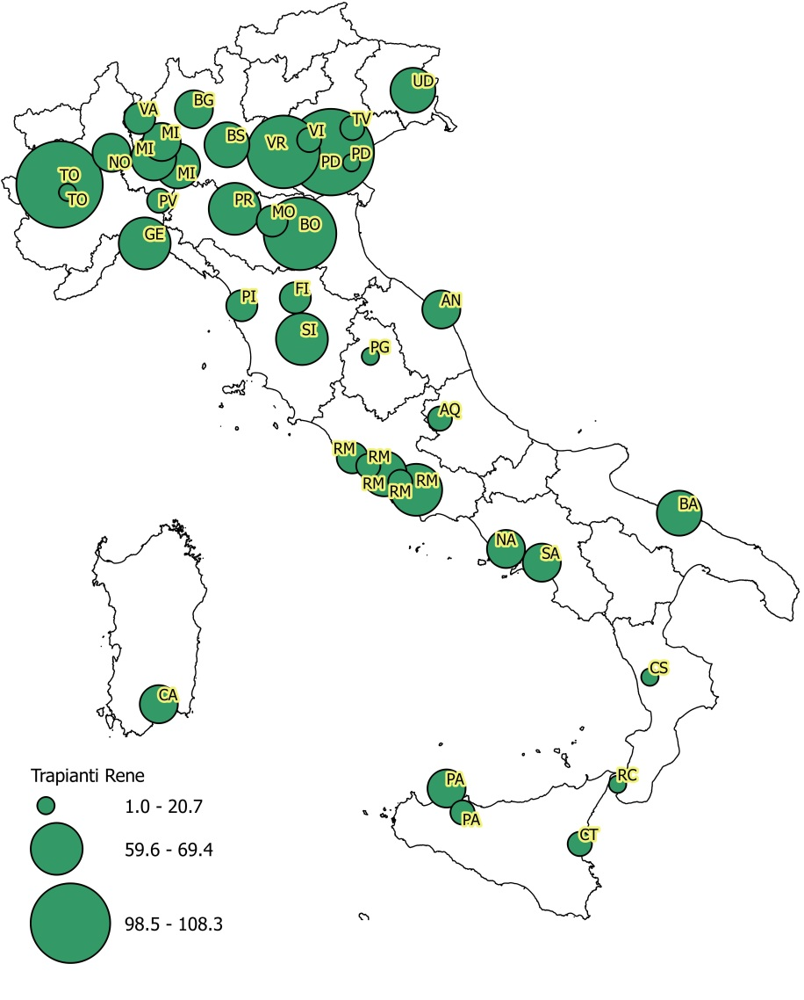 UD
BG
VA
TV
MI
VI
BS
VR
MI
PD
PD
NO
MI
TO
TO
PV
PR
MO
BO
GE
FI
PI
AN
SI
PG
AQ
RM
RM
RM
RM
RM
BA
NA
SA
CS
CA
RC
PA
PA
CT
Trapianti Rene
1.0 - 20.7
59.6 - 69.4
98.5 - 108.3